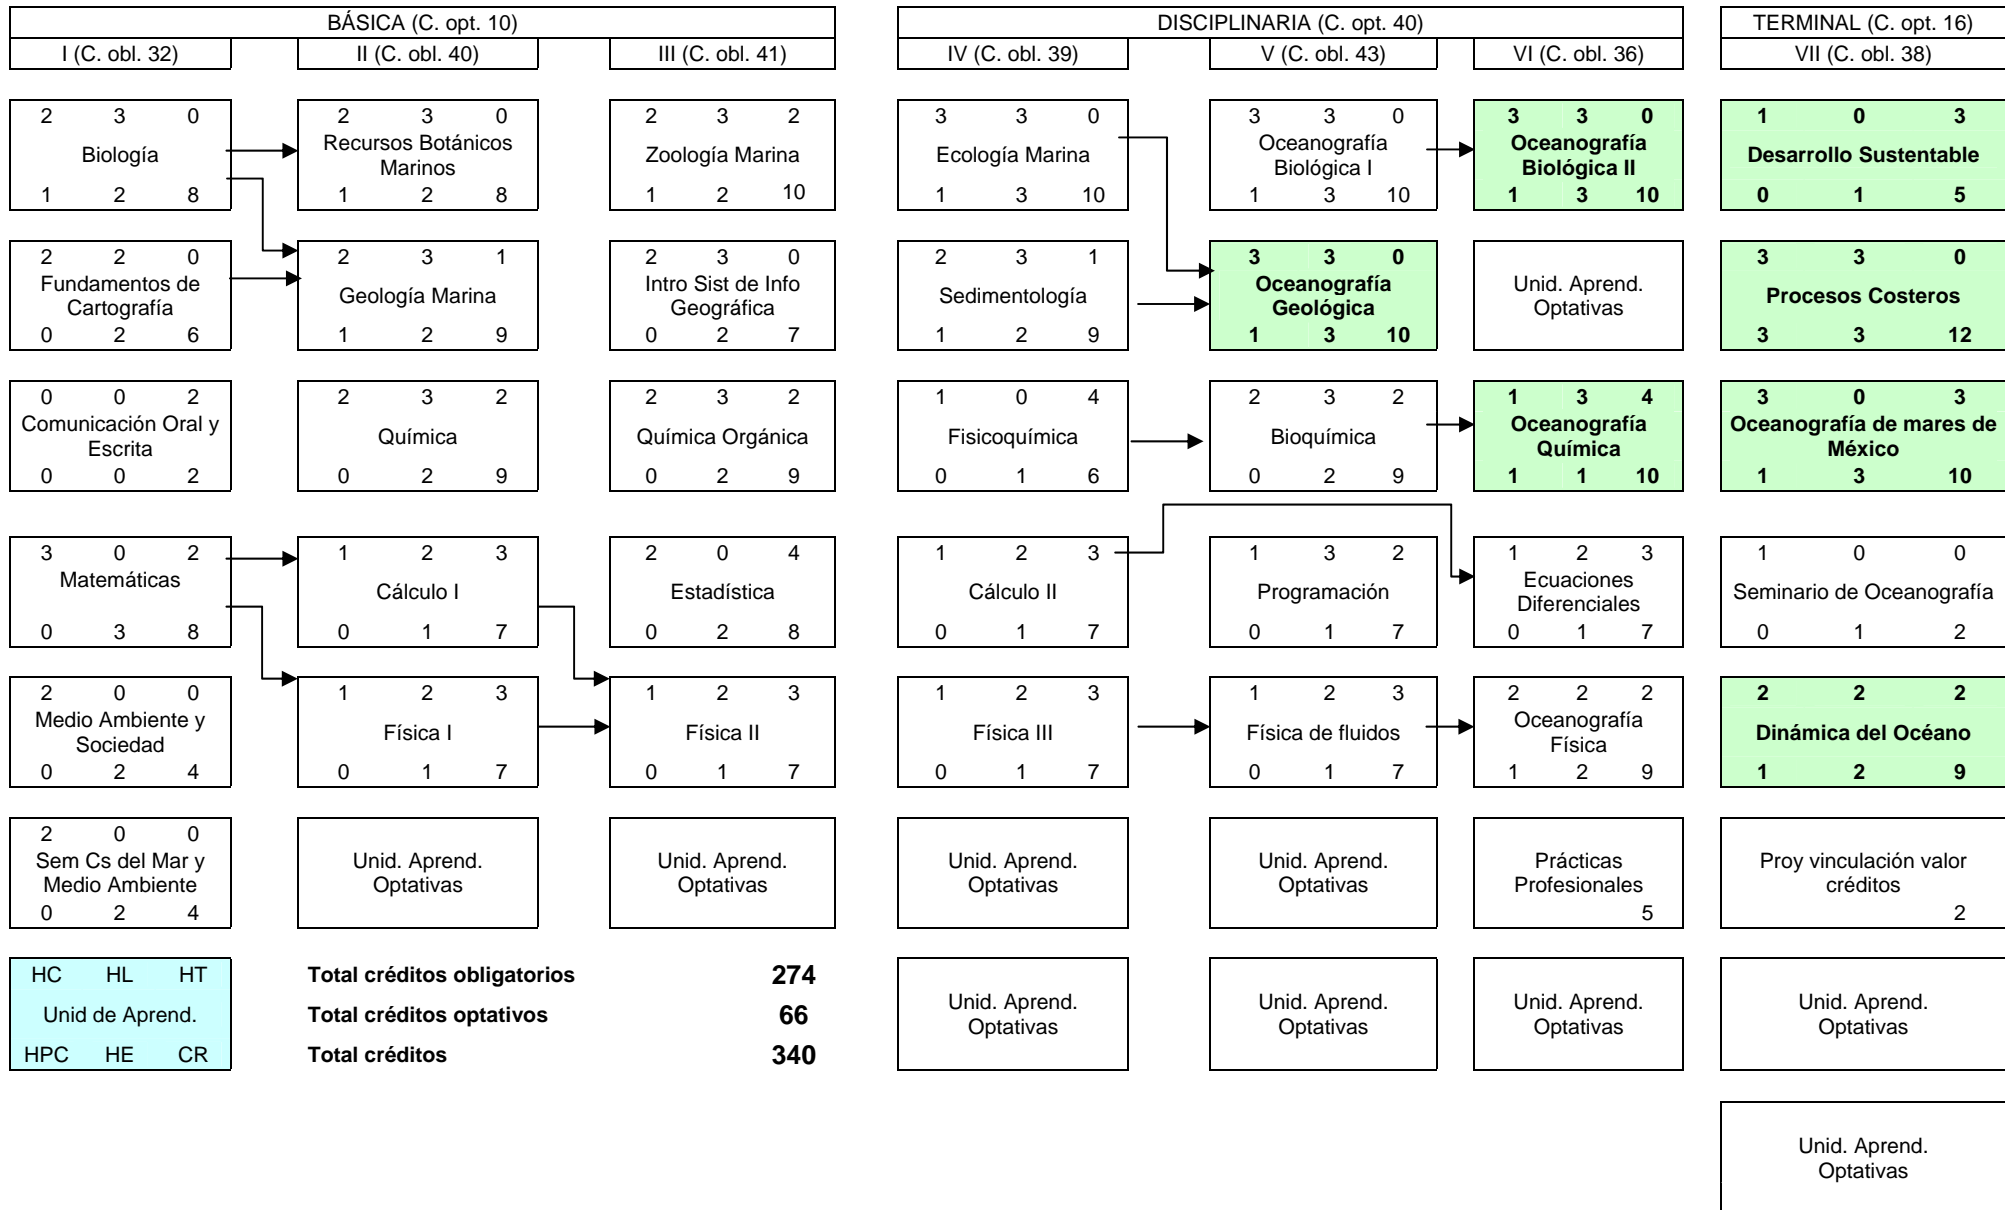 BÁSICA (C. opt. 10)
DISCIPLINARIA (C. opt. 40)
TERMINAL (C. opt. 16)
I (C. obl. 32)
II (C. obl. 40)
III (C. obl. 41)
IV (C. obl. 39)
V (C. obl. 43)
VI (C. obl. 36)
VII (C. obl. 38)
2 3 0
Biología
1 2 8
2 3 0
Recursos Botánicos
Marinos
1 2 8
2 3 2
Zoología Marina
1 2 10
3 3 0
Ecología Marina
1 3 10
3 3 0
Oceanografía
Biológica I
1 3 10
3 3 0
Oceanografía
Biológica II
1 3 10
1 0 3
Desarrollo Sustentable
0 1 5
2 2 0
Fundamentos de
Cartografía
0 2 6
2 3 1
Geología Marina
1 2 9
2 3 0
Intro Sist de Info
Geográfica
0 2 7
2 3 1
Sedimentología
1 2 9
3 3 0
Oceanografía
Geológica
1 3 10
Unid. Aprend.
Optativas
3 3 0
Procesos Costeros
3 3 12
0 0 2
Comunicación Oral y
Escrita
0 0 2
2 3 2
Química
0 2 9
2 3 2
Química Orgánica
0 2 9
1 0 4
Fisicoquímica
0 1 6
2 3 2
Bioquímica
0 2 9
1 3 4
Oceanografía
Química
1 1 10
3 0 3
Oceanografía de mares de
México
1 3 10
3 0 2
Matemáticas
0 3 8
1 2 3
Cálculo I
0 1 7
2 0 4
Estadística
0 2 8
1 2 3
Cálculo II
0 1 7
1 3 2
Programación
0 1 7
1 2 3
Ecuaciones
Diferenciales
0 1 7
1 0 0
Seminario de Oceanografía
0 1 2
2 0 0
Medio Ambiente y
Sociedad
0 2 4
1 2 3
Física I
0 1 7
1 2 3
Física II
0 1 7
1 2 3
Física III
0 1 7
1 2 3
Física de fluidos
0 1 7
2 2 2
Oceanografía
Física
1 2 9
2 2 2
Dinámica del Océano
1 2 9
2 0 0
Sem Cs del Mar y
Medio Ambiente
0 2 4
Unid. Aprend.
Optativas
Unid. Aprend.
Optativas
Unid. Aprend.
Optativas
Unid. Aprend.
Optativas
Prácticas
Profesionales
5
Proy vinculación valor
créditos
2
HC HL HT
Unid de Aprend.
HPC HE CR
Total créditos obligatorios 274
Total créditos optativos 66
Total créditos 340
Unid. Aprend.
Optativas
Unid. Aprend.
Optativas
Unid. Aprend.
Optativas
Unid. Aprend.
Optativas
Unid. Aprend.
Optativas